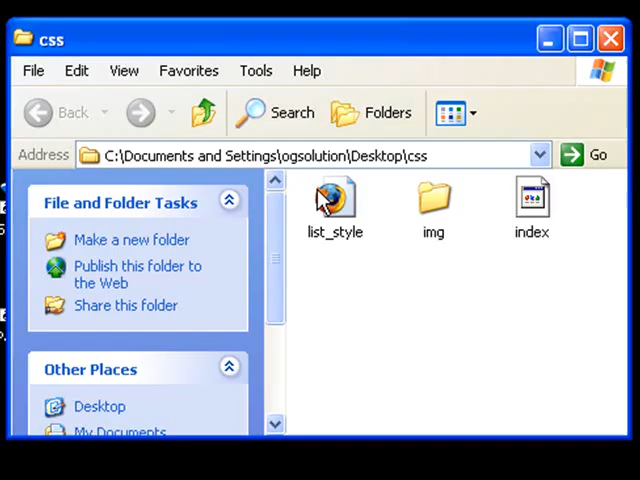 css
File Edit View Favorites Tools Help
Back Search Folders
Address C:\Documents and Settings\ogsolution\Desktop\css Go
File and Folder Tasks
Make a new folder
Publish this folder to
the Web
Share this folder
Other Places
Desktop
My Documents
list_style img index